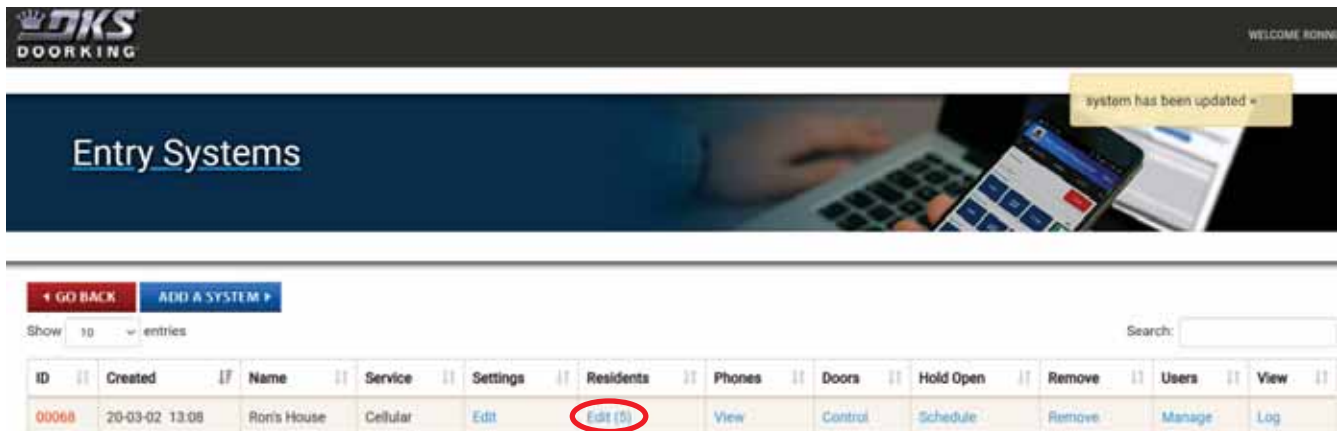 DKS
DOORKING
WELCOME RONNI
system has been updated ×
Entry Systems
GO BACK ADD A SYSTEM
Show 10 entries Search:
ID Created Name Service Settings Residents Phones Doors Hold Open Remove Users View
00068 20-03-02 13:08 Ron's House Cellular Edit Edit (5) View Control Schedule Remove Manage Log